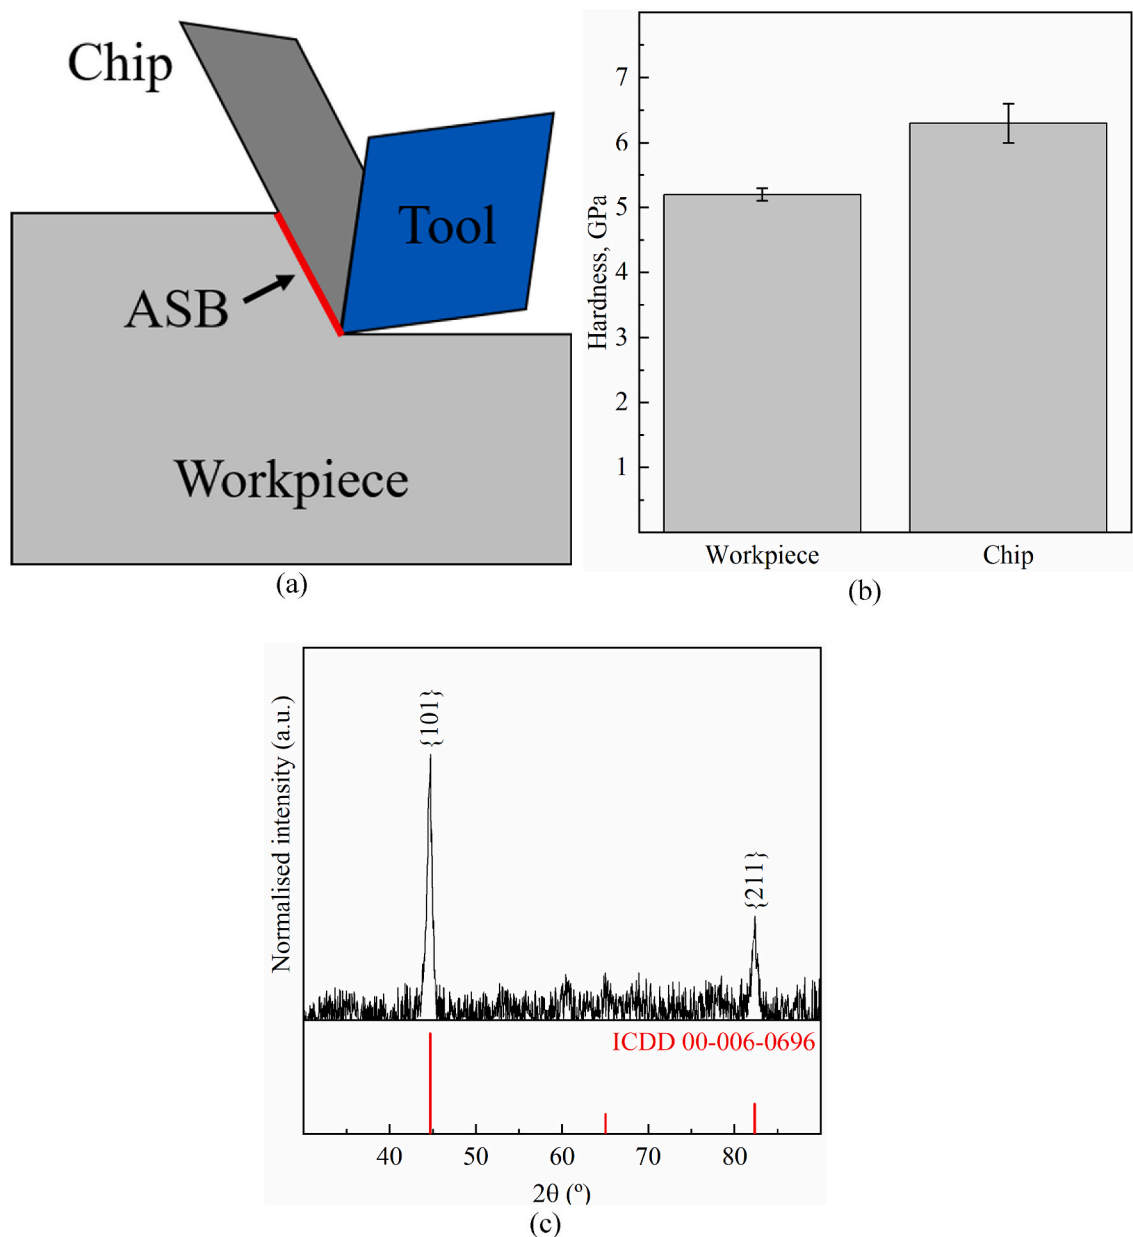 Chip
Tool
ASB
Workpiece
(a)
Hardness, GPa
7
6
5
4
3
2
1
Workpiece Chip
(b)
Normalised intensity (a.u.)
{101}
{211}
ICDD 00-006-0696
40 50 60 70 80
2θ (º)
(c)